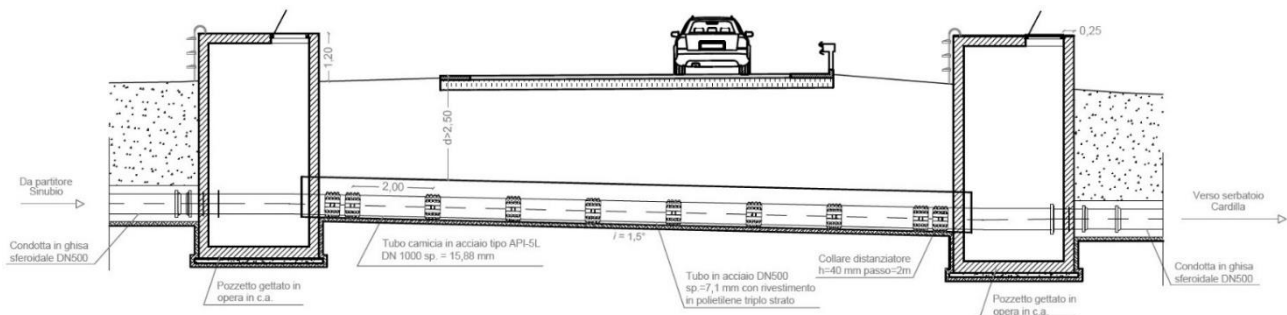 0,25
1,20
d>2,50
Da partitore
Sinubio
2,00
Verso serbatoio
Cardilla
i = 1,5°
Condotta in ghisa
sferoidale DN500
Tubo camicia in acciaio tipo API-5L
DN 1000 sp. = 15,88 mm
Collare distanziatore
h=40 mm passo=2m
Condotta in ghisa
sferoidale DN500
Tubo in acciaio DN500
sp.=7,1 mm con rivestimento
in polietilene triplo strato
Pozzetto gettato in
opera in c.a.
Pozzetto gettato in
opera in c.a.